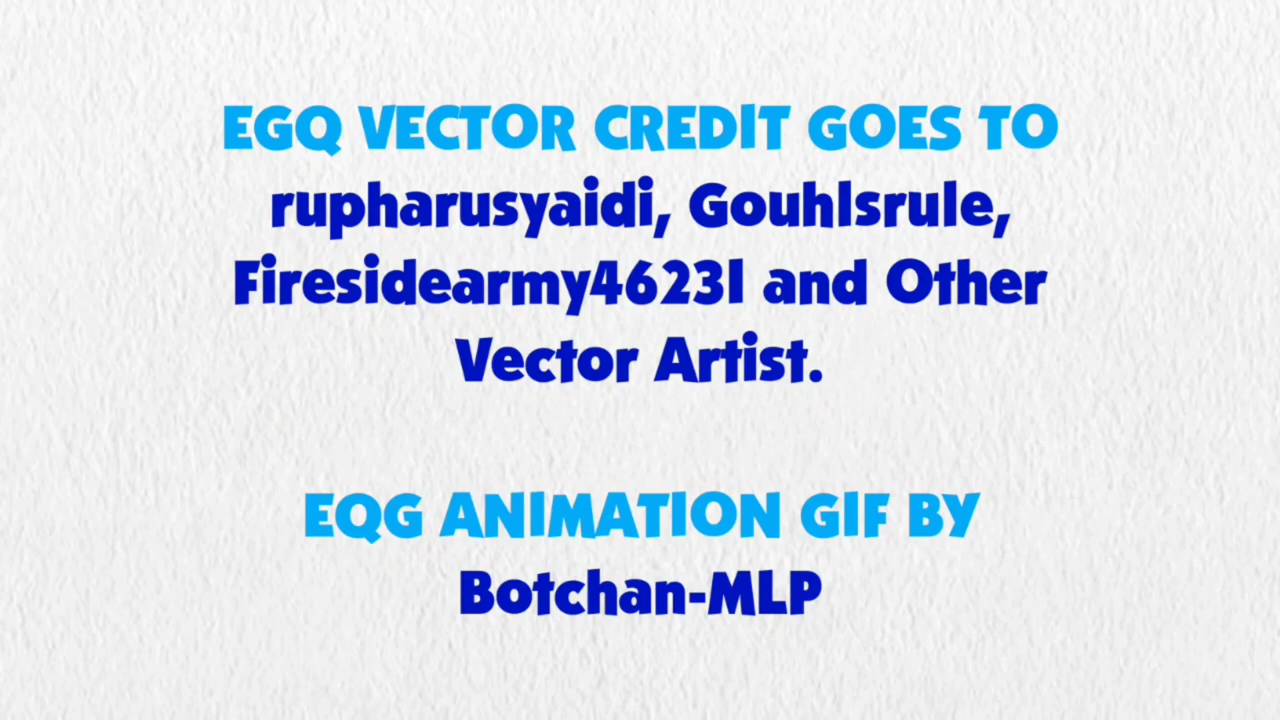 EGQ VECTOR CREDIT GOES TO
rupharusyaidi, Gouhlsrule,
Firesidearmy46231 and Other
Vector Artist.
EQG ANIMATION GIF BY
Botchan-MLP